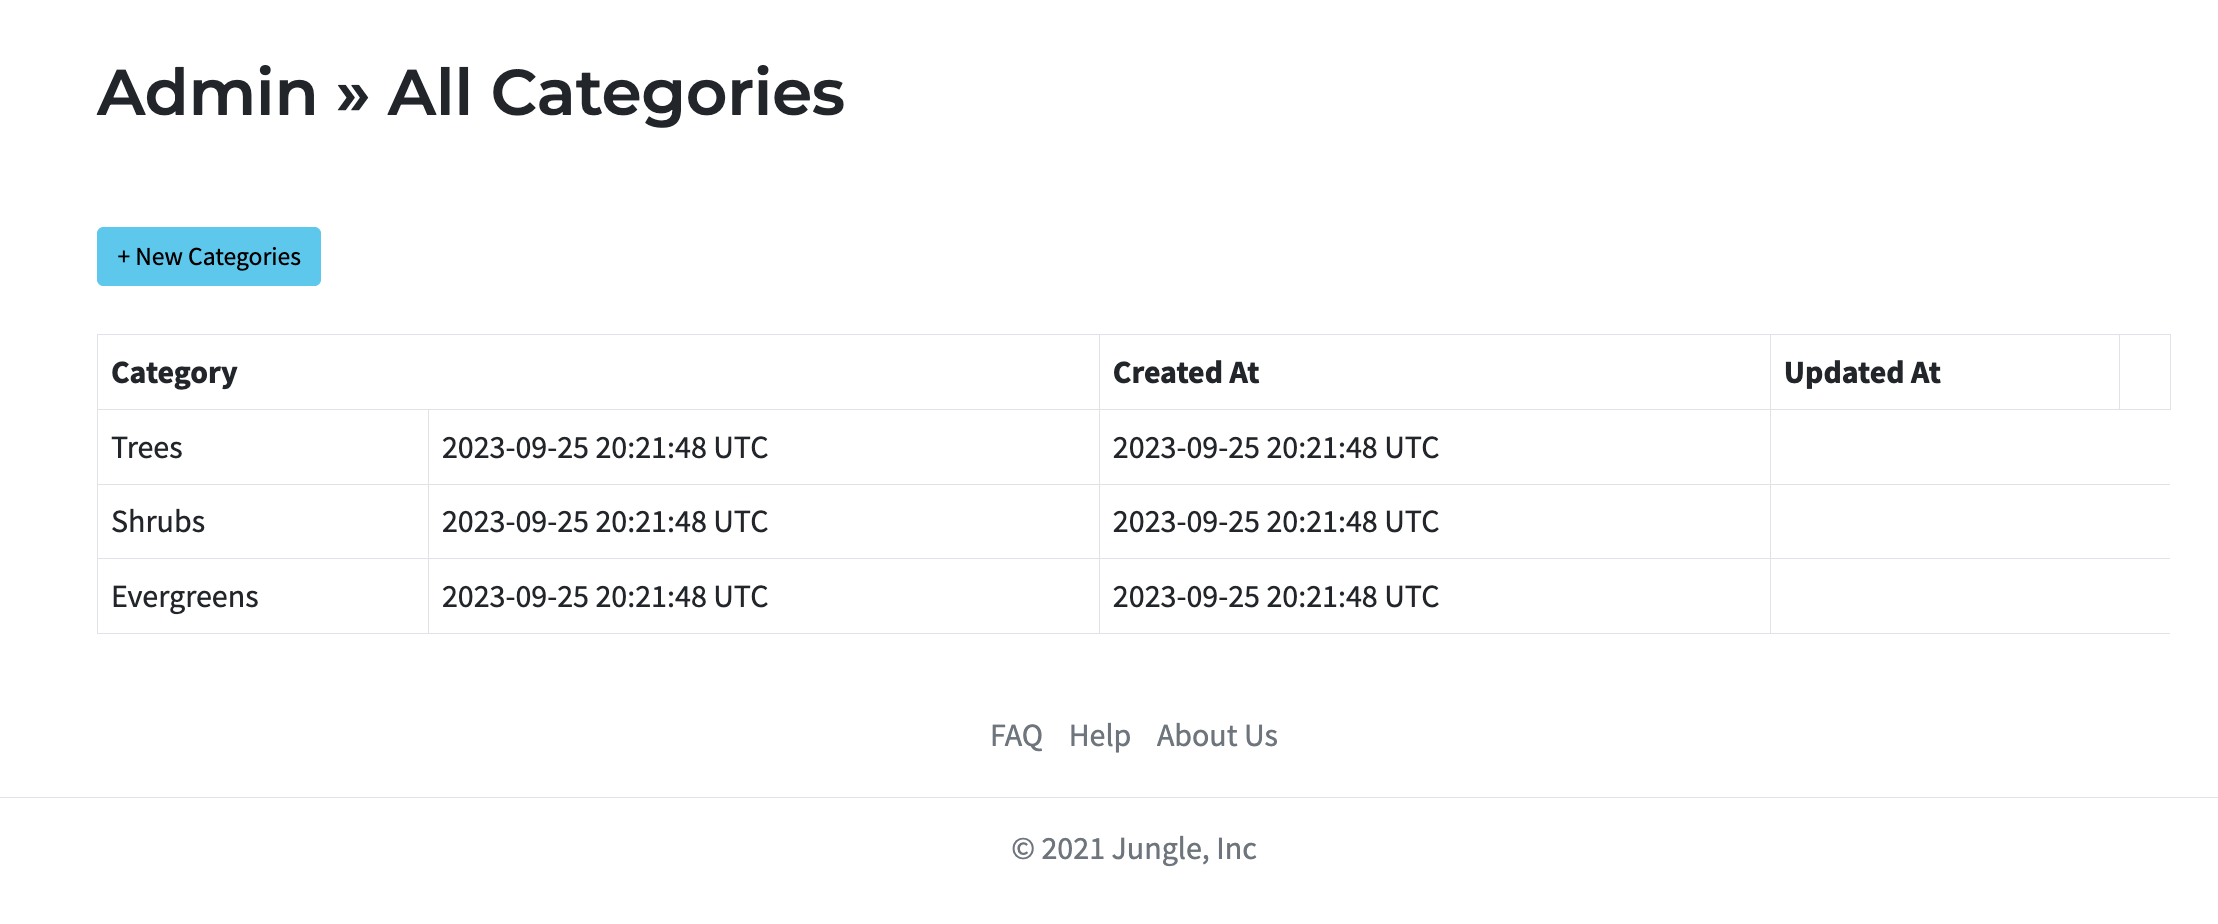 Admin » All Categories
+ New Categories
Category Created At Updated At
Trees 2023-09-25 20:21:48 UTC 2023-09-25 20:21:48 UTC
Shrubs 2023-09-25 20:21:48 UTC 2023-09-25 20:21:48 UTC
Evergreens 2023-09-25 20:21:48 UTC 2023-09-25 20:21:48 UTC
FAQ Help About Us
© 2021 Jungle, Inc